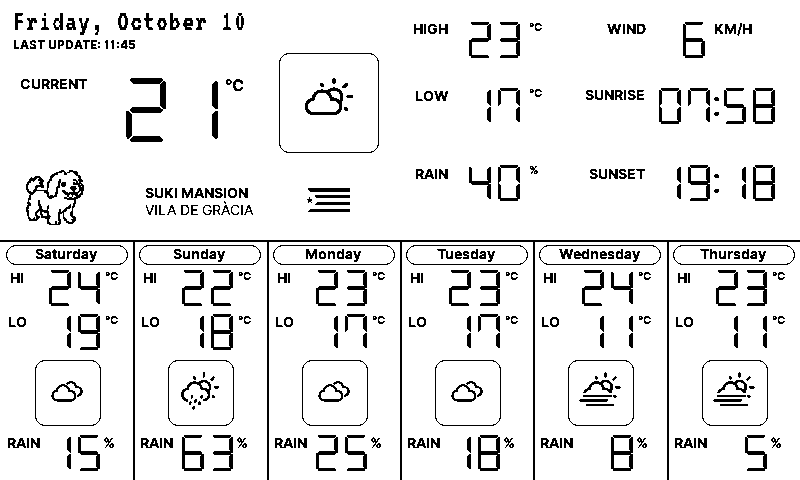 Friday, October 10
LAST UPDATE: 11:45
CURRENT 21 °C
HIGH 23 °C
LOW 17 °C
RAIN 40 %
WIND 6 KM/H
SUNRISE 07:58
SUNSET 19:18
SUKI MANSION
VILA DE GRÀCIA
Saturday
HI 24 °C
LO 19 °C
RAIN 15 %
Sunday
HI 22 °C
LO 18 °C
RAIN 63 %
Monday
HI 23 °C
LO 17 °C
RAIN 25 %
Tuesday
HI 23 °C
LO 17 °C
RAIN 18 %
Wednesday
HI 24 °C
LO 11 °C
RAIN 8 %
Thursday
HI 23 °C
LO 11 °C
RAIN 5 %